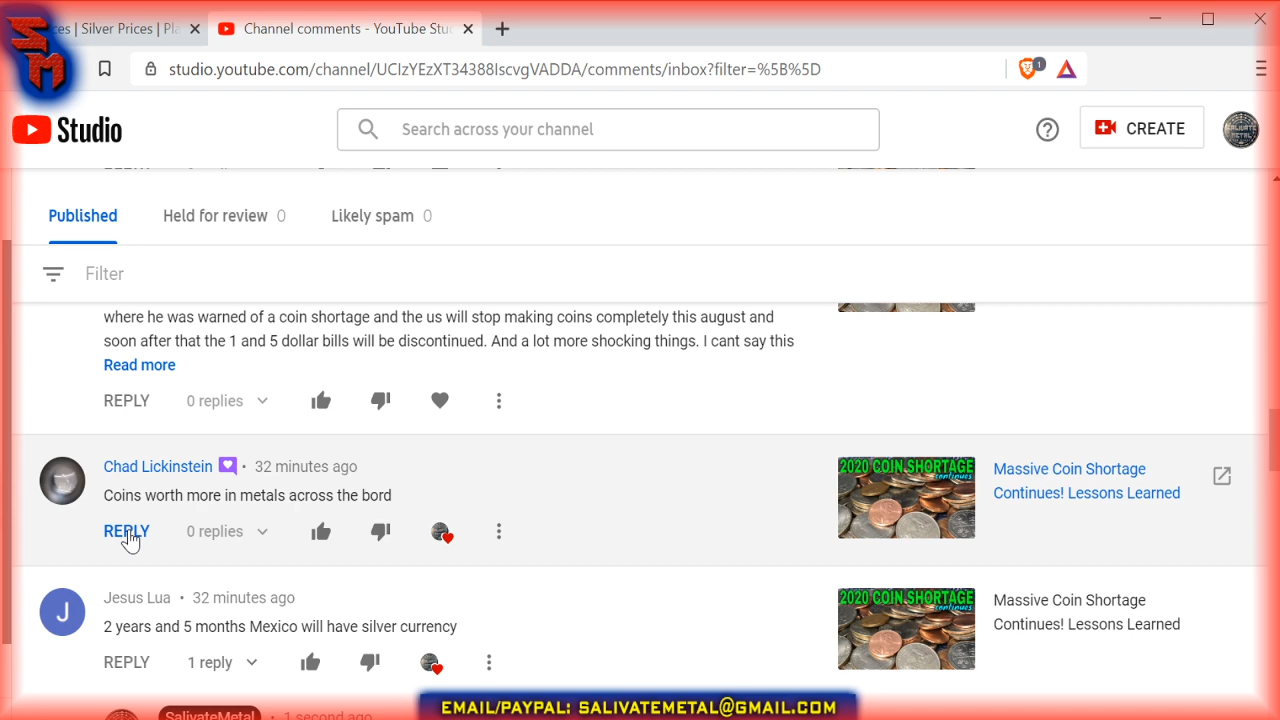 SM
ces | Silver Prices | Pla
Channel comments - YouTube Stu
studio.youtube.com/channel/UCIzYEzXT34388IscvgVADDA/comments/inbox?filter=%5B%5D
1
Studio
Search across your channel
CREATE
Published
Held for review 0
Likely spam 0
Filter
where he was warned of a coin shortage and the us will stop making coins completely this august and
soon after that the 1 and 5 dollar bills will be discontinued. And a lot more shocking things. I cant say this
Read more
REPLY 0 replies
Chad Lickinstein • 32 minutes ago
Coins worth more in metals across the bord
REPLY 0 replies
2020 COIN SHORTAGE
continues
Massive Coin Shortage
Continues! Lessons Learned
J
Jesus Lua • 32 minutes ago
2 years and 5 months Mexico will have silver currency
REPLY 1 reply
2020 COIN SHORTAGE
continues
Massive Coin Shortage
Continues! Lessons Learned
SalivateMetal • 1 second ago
EMAIL/PAYPAL: SALIVATEMETAL@GMAIL.COM